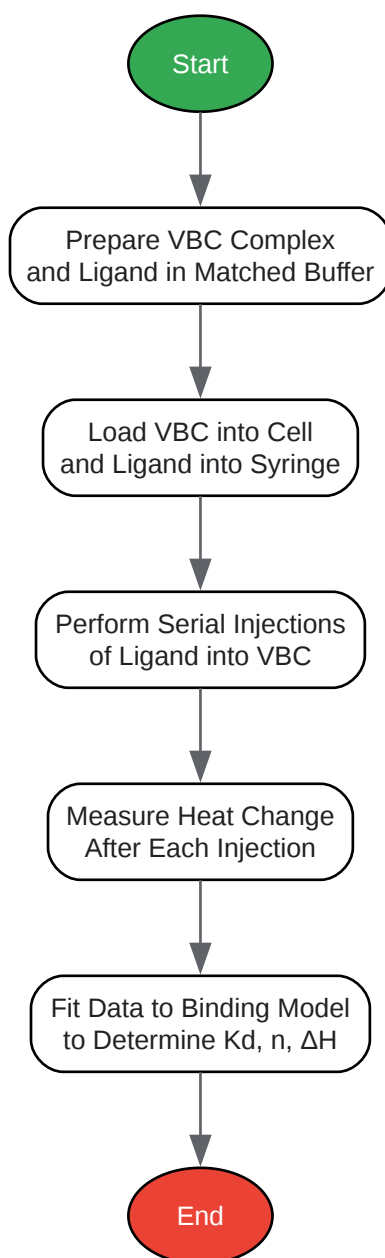 Start
Prepare VBC Complex
and Ligand in Matched Buffer
Load VBC into Cell
and Ligand into Syringe
Perform Serial Injections
of Ligand into VBC
Measure Heat Change
After Each Injection
Fit Data to Binding Model
to Determine Kd, n, ΔH
End